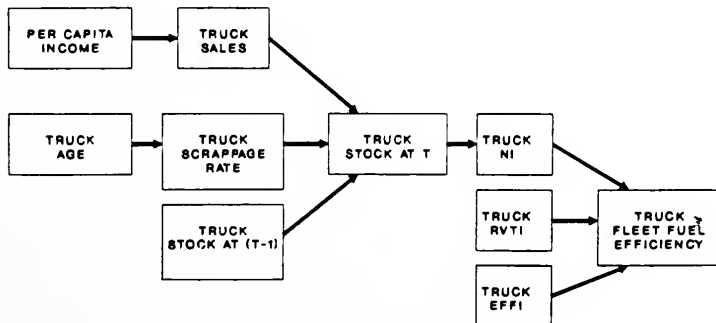 PER CAPITA
INCOME
TRUCK
SALES
TRUCK
AGE
TRUCK
SCRAPPAGE
RATE
TRUCK
STOCK AT T
TRUCK
NI
TRUCK
STOCK AT (T-1)
TRUCK
RVTI
TRUCK
FLEET FUEL
EFFICIENCY
TRUCK
EFFI